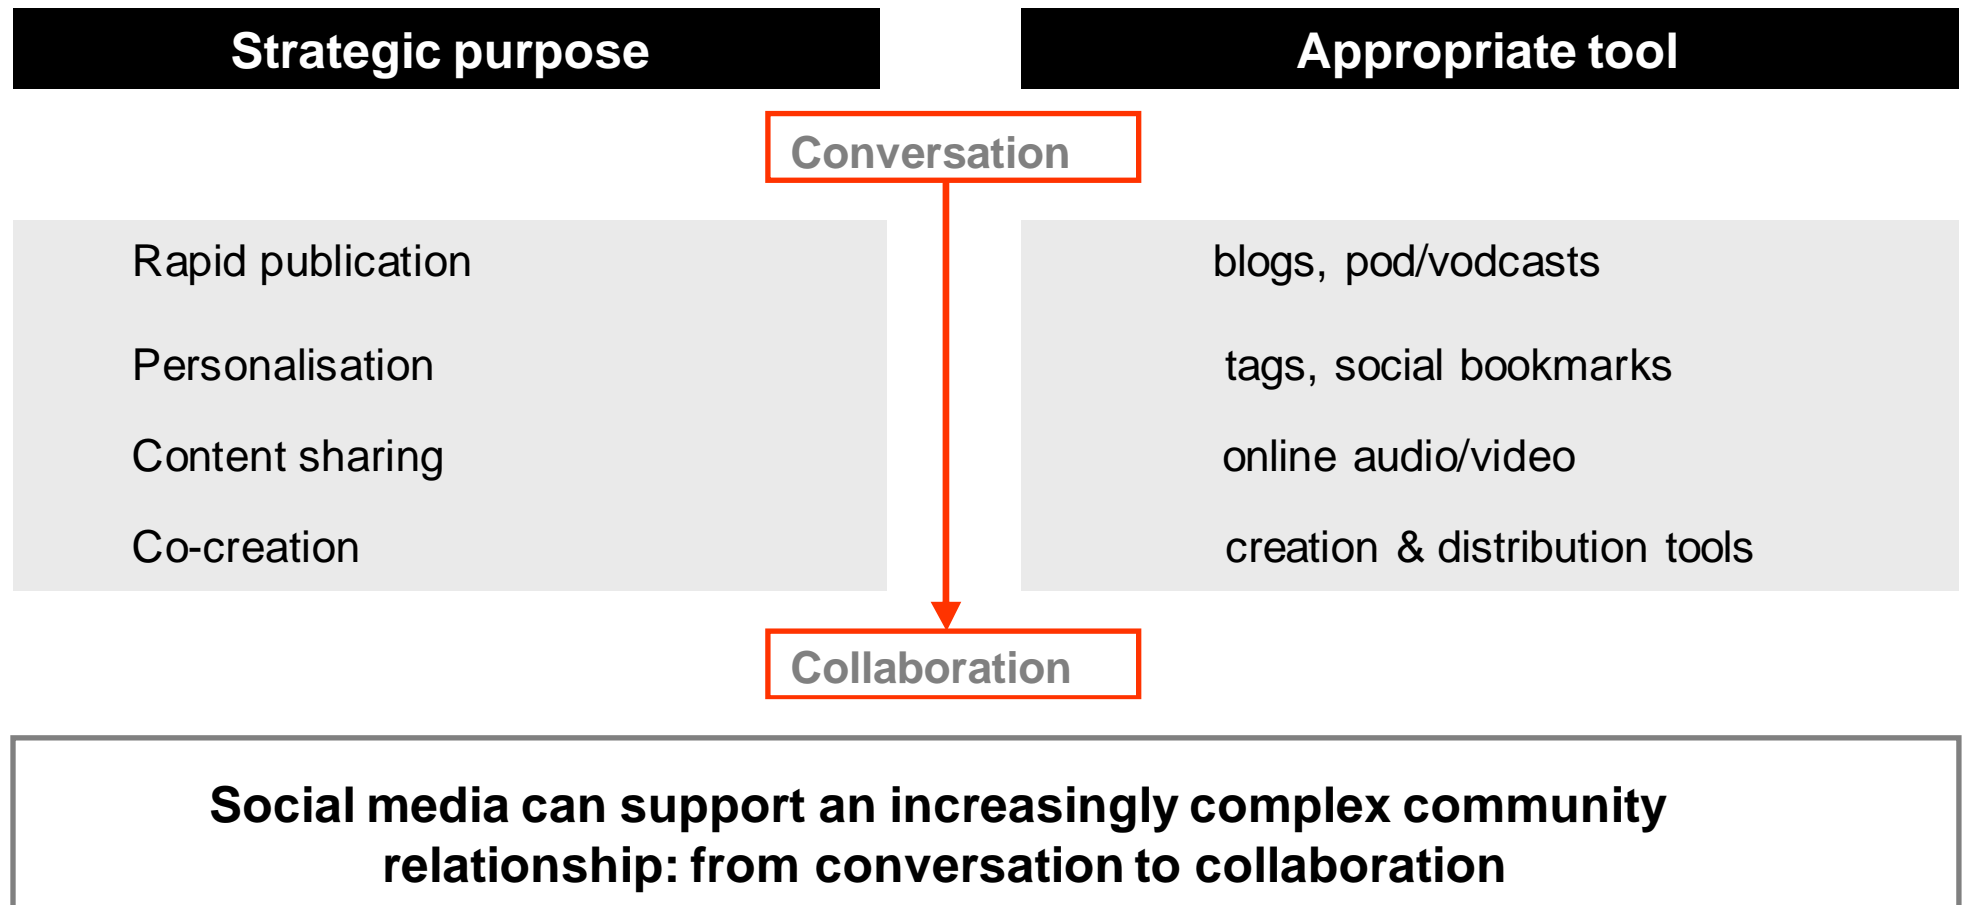 Strategic purpose
Appropriate tool
Conversation
Rapid publication
blogs, pod/vodcasts
Personalisation
tags, social bookmarks
Content sharing
online audio/video
Co-creation
creation & distribution tools
Collaboration
Social media can support an increasingly complex community
relationship: from conversation to collaboration